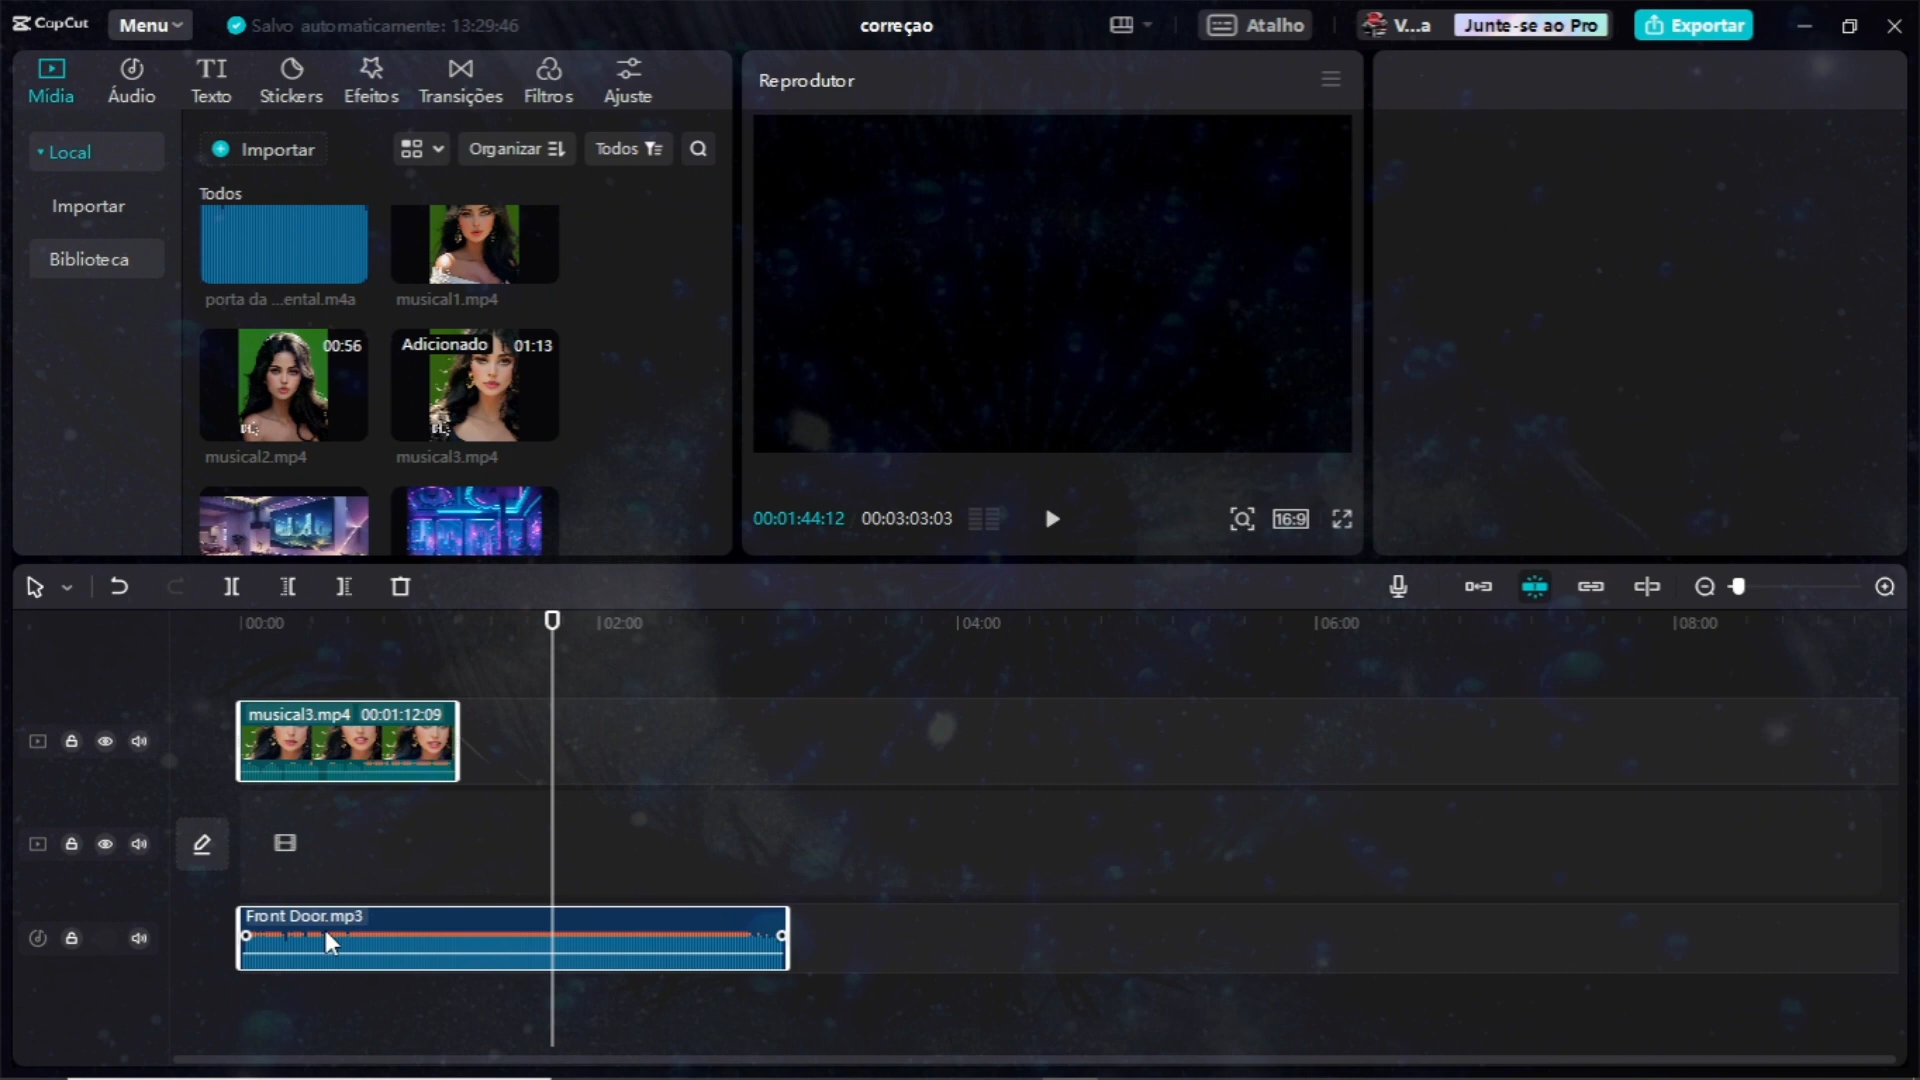 CapCut
Menu
Salvo automaticamente: 13:29:46
correçao
Atalho
V...a
Junte-se ao Pro
Exportar
Mídia
Áudio
Texto
Stickers
Efeitos
Transições
Filtros
Ajuste
Reprodutor
Local
Importar
Organizar
Todos
Importar
Todos
Biblioteca
porta da ...ental.m4a
musical1.mp4
00:56
Adicionado
01:13
musical2.mp4
musical3.mp4
00:01:44:12
00:03:03:03
16:9
00:00
02:00
04:00
06:00
08:00
musical3.mp4 00:01:12:09
Front Door.mp3